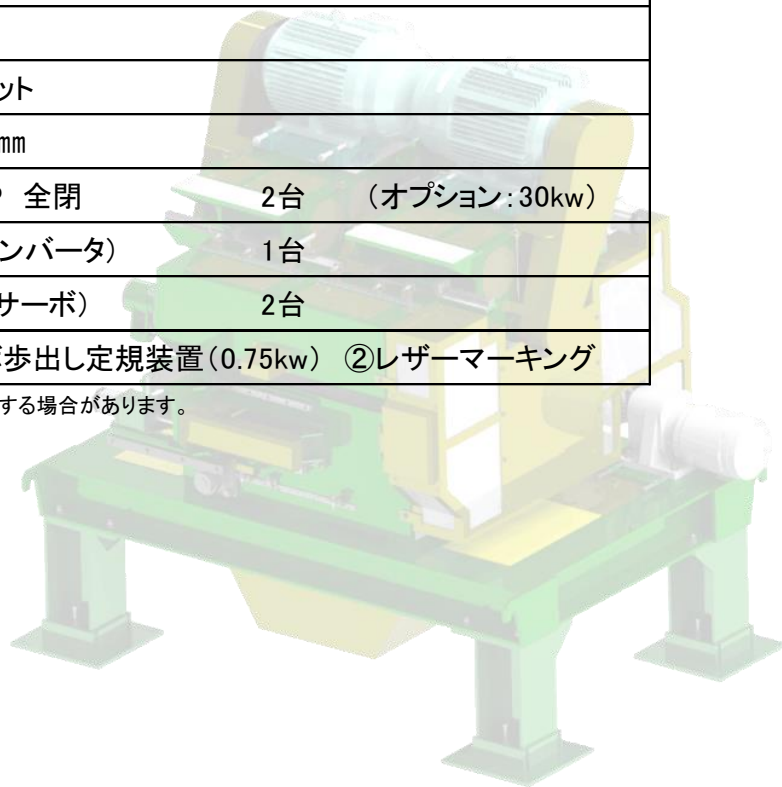 ット
mm
全閉 2台 （オプション：30kw）
ンバータ） 1台
サーボ） 2台
歩出し定規装置（0.75kw） ②レザーマーキング
する場合があります。